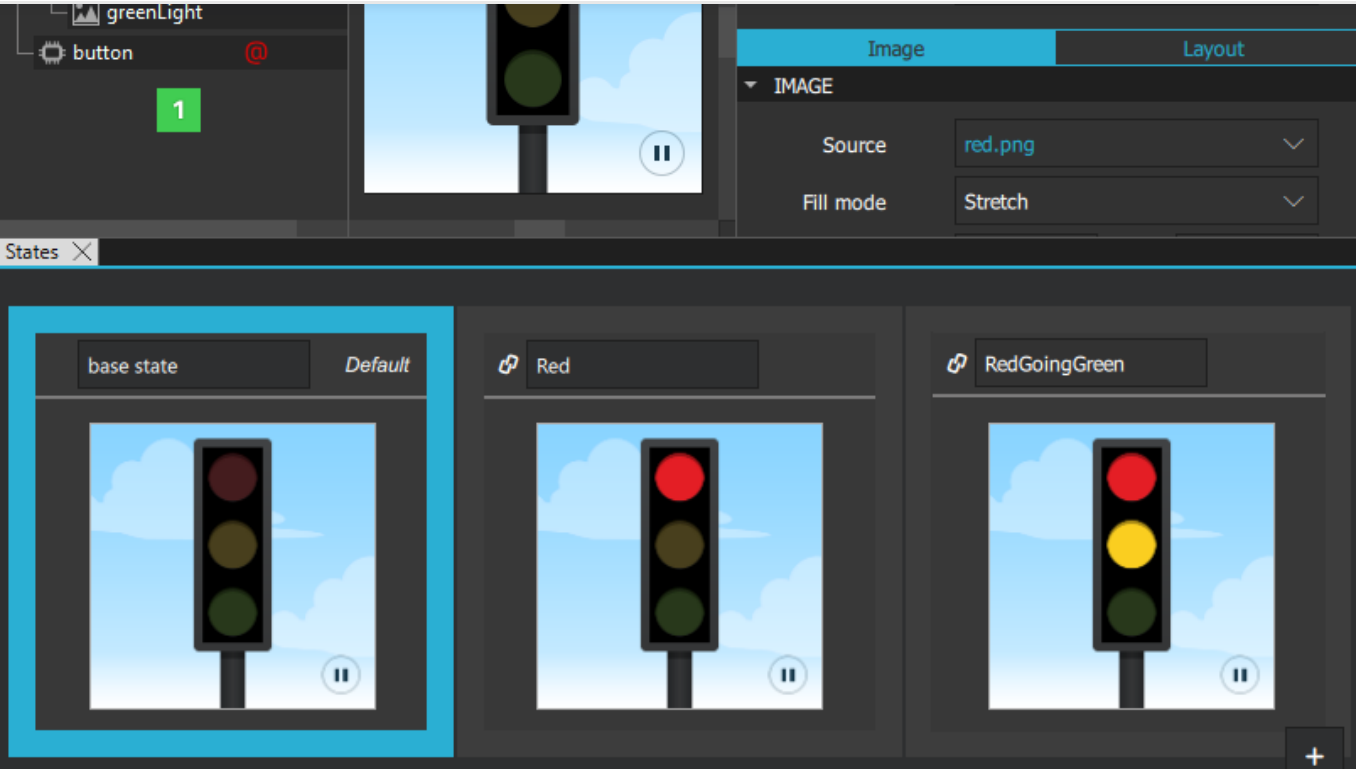 greenLight
button @
1
Image Layout
IMAGE
Source red.png
Fill mode Stretch
States
base state Default
Red
RedGoingGreen
+